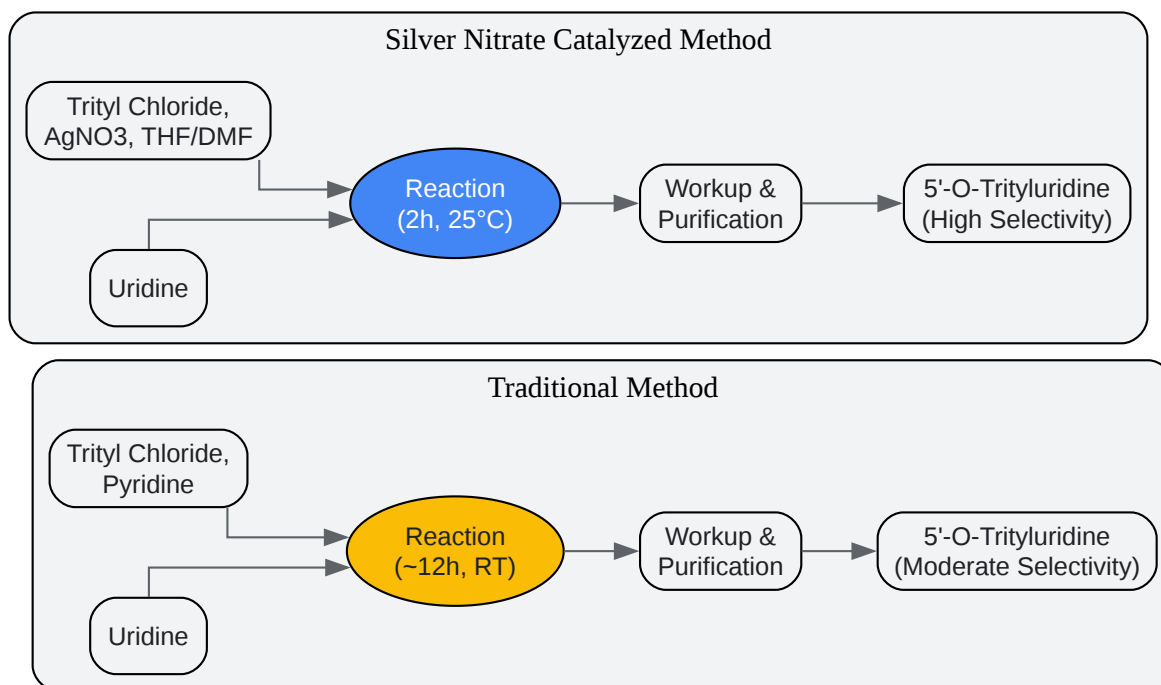 Silver Nitrate Catalyzed Method
Trityl Chloride,
AgNO3, THF/DMF
Reaction
(2h, 25°C)
Workup &
Purification
5'-O-Trityluridine
(High Selectivity)
Uridine
Traditional Method
Trityl Chloride,
Pyridine
Reaction
(~12h, RT)
Workup &
Purification
5'-O-Trityluridine
(Moderate Selectivity)
Uridine